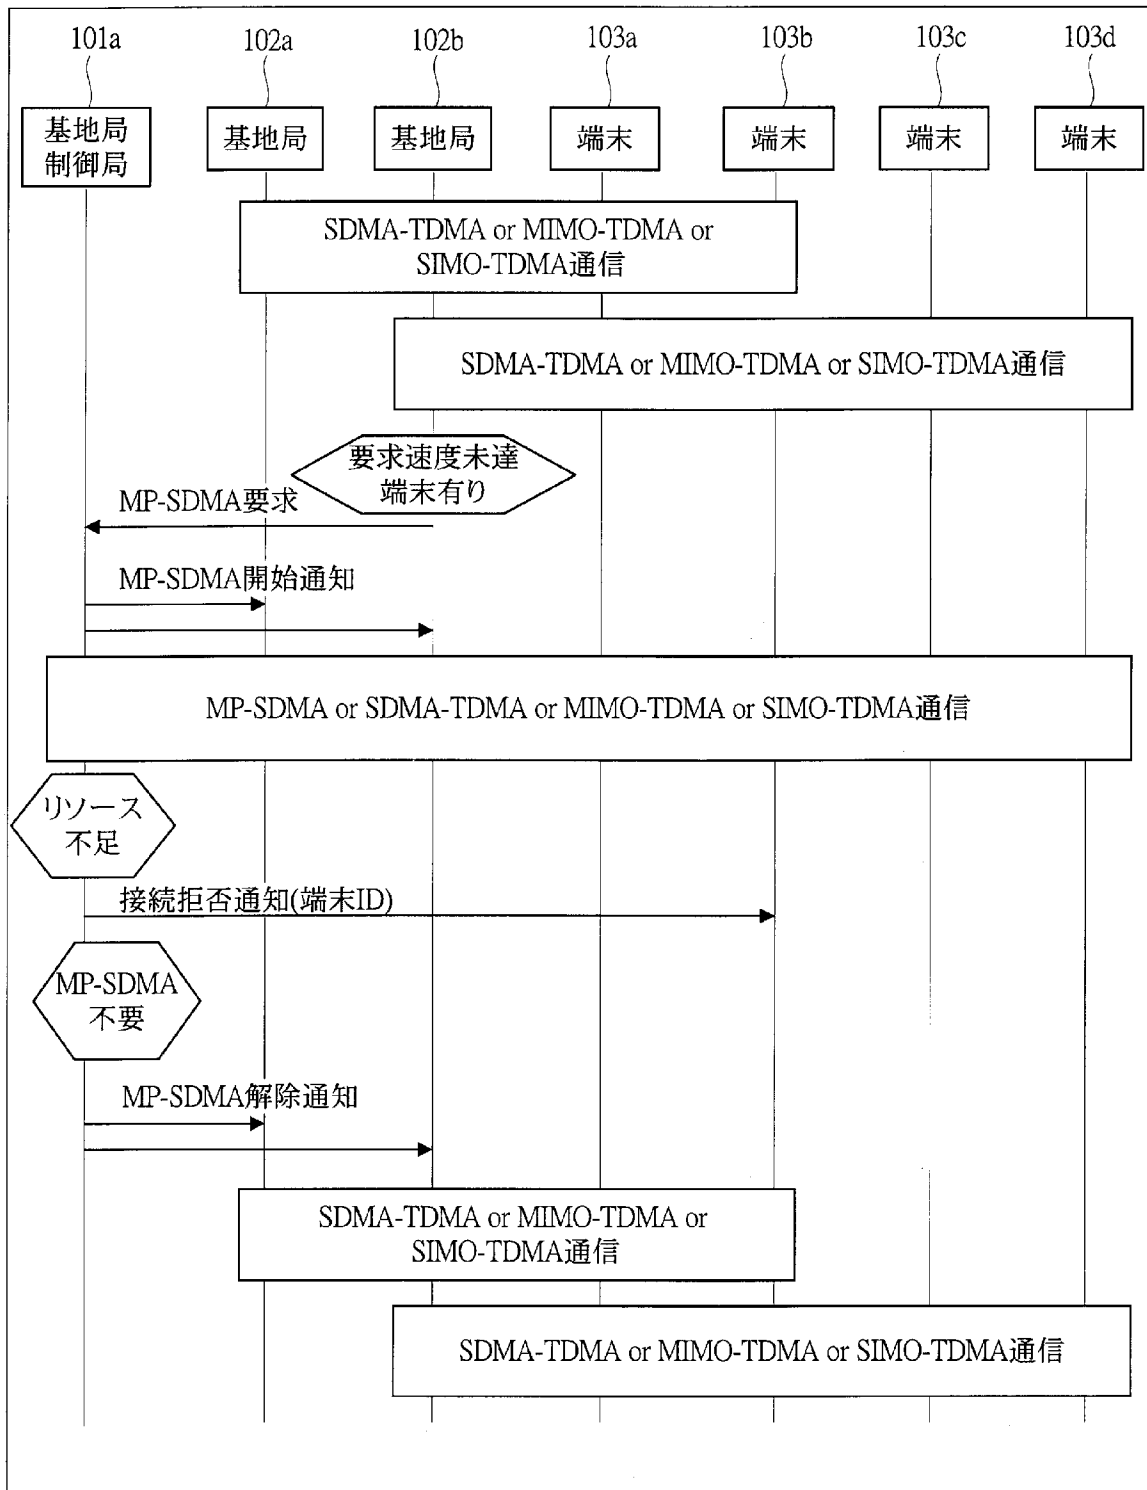 101a
102a
102b
103a
103b
103c
103d
基地局
制御局
基地局
基地局
端末
端末
端末
端末
SDMA-TDMA or MIMO-TDMA or
SIMO-TDMA通信
SDMA-TDMA or MIMO-TDMA or SIMO-TDMA通信
要求速度未達
端末有り
MP-SDMA要求
MP-SDMA開始通知
MP-SDMA or SDMA-TDMA or MIMO-TDMA or SIMO-TDMA通信
リソース
不足
接続拒否通知(端末ID)
MP-SDMA
不要
MP-SDMA解除通知
SDMA-TDMA or MIMO-TDMA or
SIMO-TDMA通信
SDMA-TDMA or MIMO-TDMA or SIMO-TDMA通信